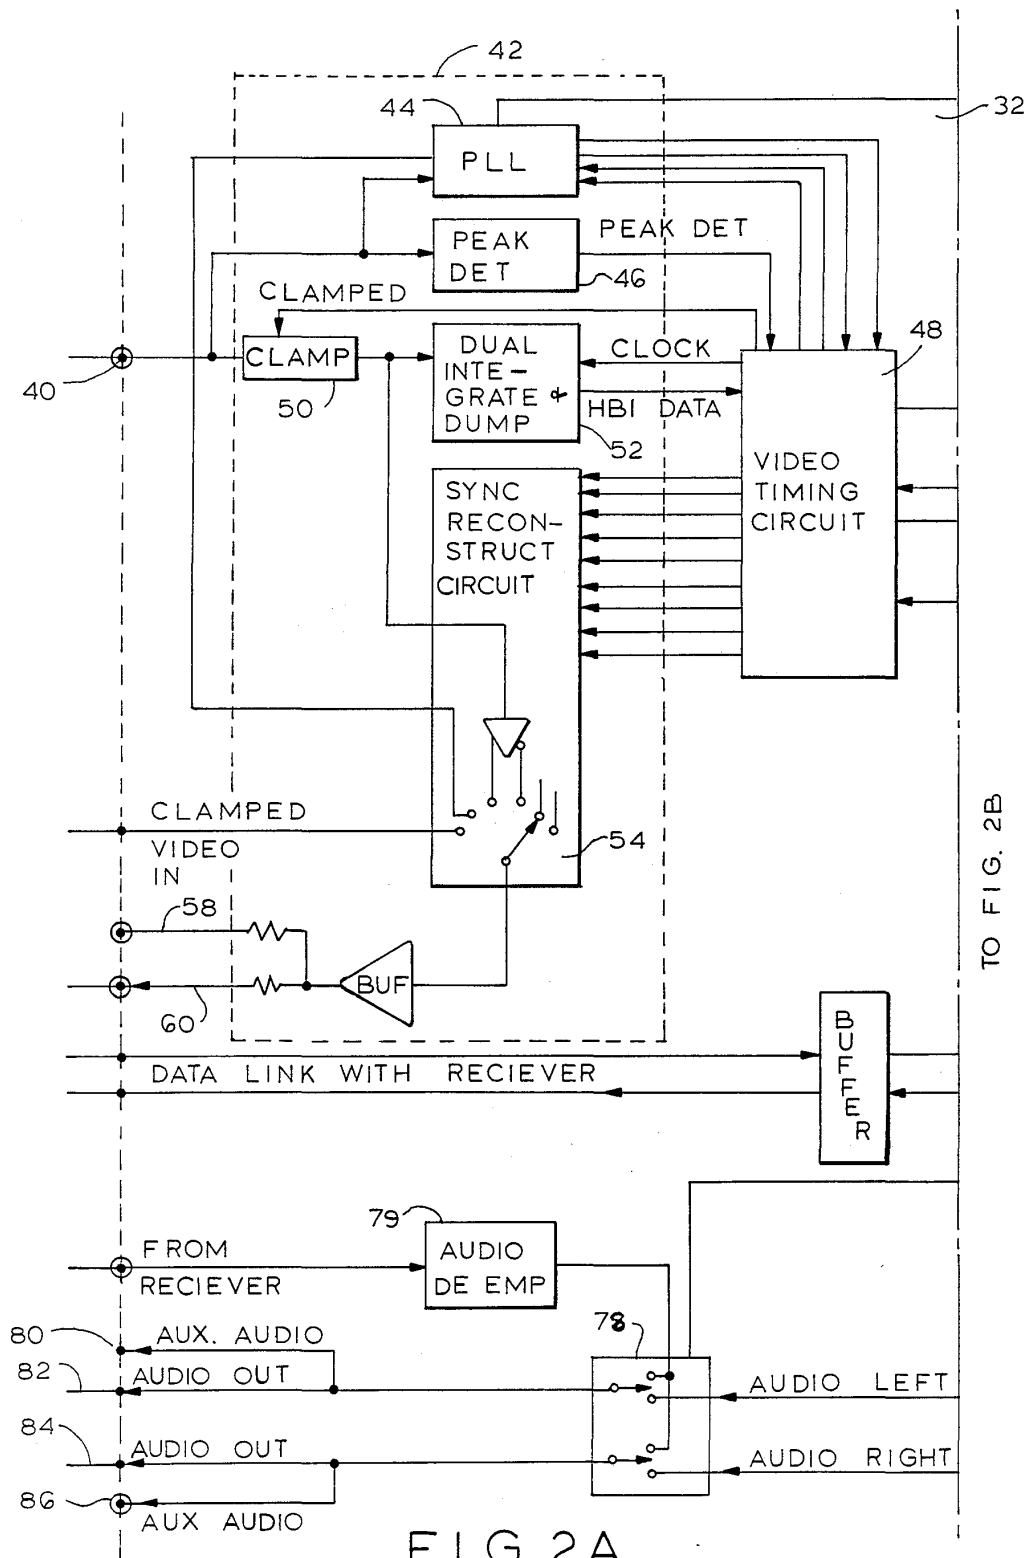 42
44
32
PLL
PEAK DET
PEAK
DET
46
CLAMPED
48
CLAMP
DUAL
INTE-
GRATE &
DUMP
CLOCK
40
50
HBI DATA
52
VIDEO
TIMING
CIRCUIT
SYNC
RECON-
STRUCT
CIRCUIT
CLAMPED
VIDEO
IN
54
TO FIG. 2B
58
BUF
60
BUFFER
DATA LINK WITH RECIEVER
79
FROM
RECIEVER
AUDIO
DE EMP
78
80
AUX. AUDIO
82
AUDIO OUT
AUDIO LEFT
84
AUDIO OUT
AUDIO RIGHT
86
AUX AUDIO
FIG. 2A